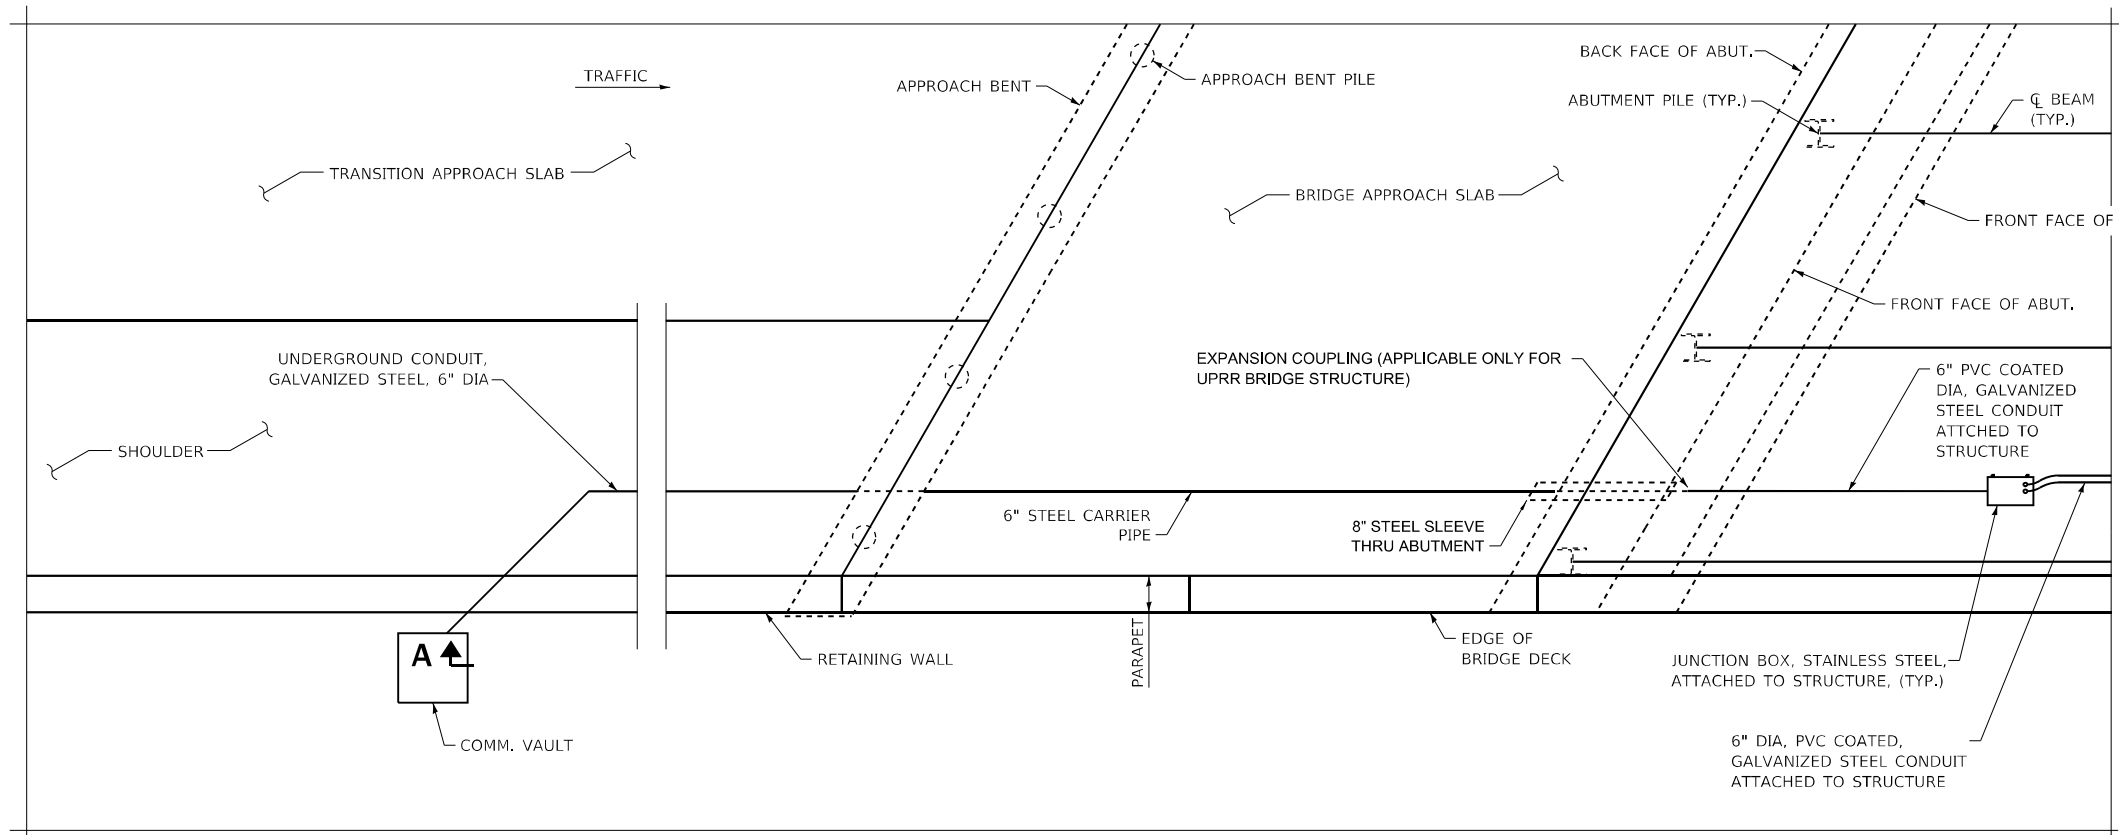 TRAFFIC
APPROACH BENT
APPROACH BENT PILE
BACK FACE OF ABUT.
ABUTMENT PILE (TYP.)
℄ BEAM
(TYP.)
TRANSITION APPROACH SLAB
BRIDGE APPROACH SLAB
FRONT FACE OF
FRONT FACE OF ABUT.
UNDERGROUND CONDUIT,
GALVANIZED STEEL, 6" DIA
EXPANSION COUPLING (APPLICABLE ONLY FOR
UPRR BRIDGE STRUCTURE)
6" PVC COATED
DIA, GALVANIZED
STEEL CONDUIT
ATTCHED TO
STRUCTURE
SHOULDER
6" STEEL CARRIER
PIPE
8" STEEL SLEEVE
THRU ABUTMENT
A
RETAINING WALL
PARAPET
EDGE OF
BRIDGE DECK
JUNCTION BOX, STAINLESS STEEL,
ATTACHED TO STRUCTURE, (TYP.)
COMM. VAULT
6" DIA, PVC COATED,
GALVANIZED STEEL CONDUIT
ATTACHED TO STRUCTURE